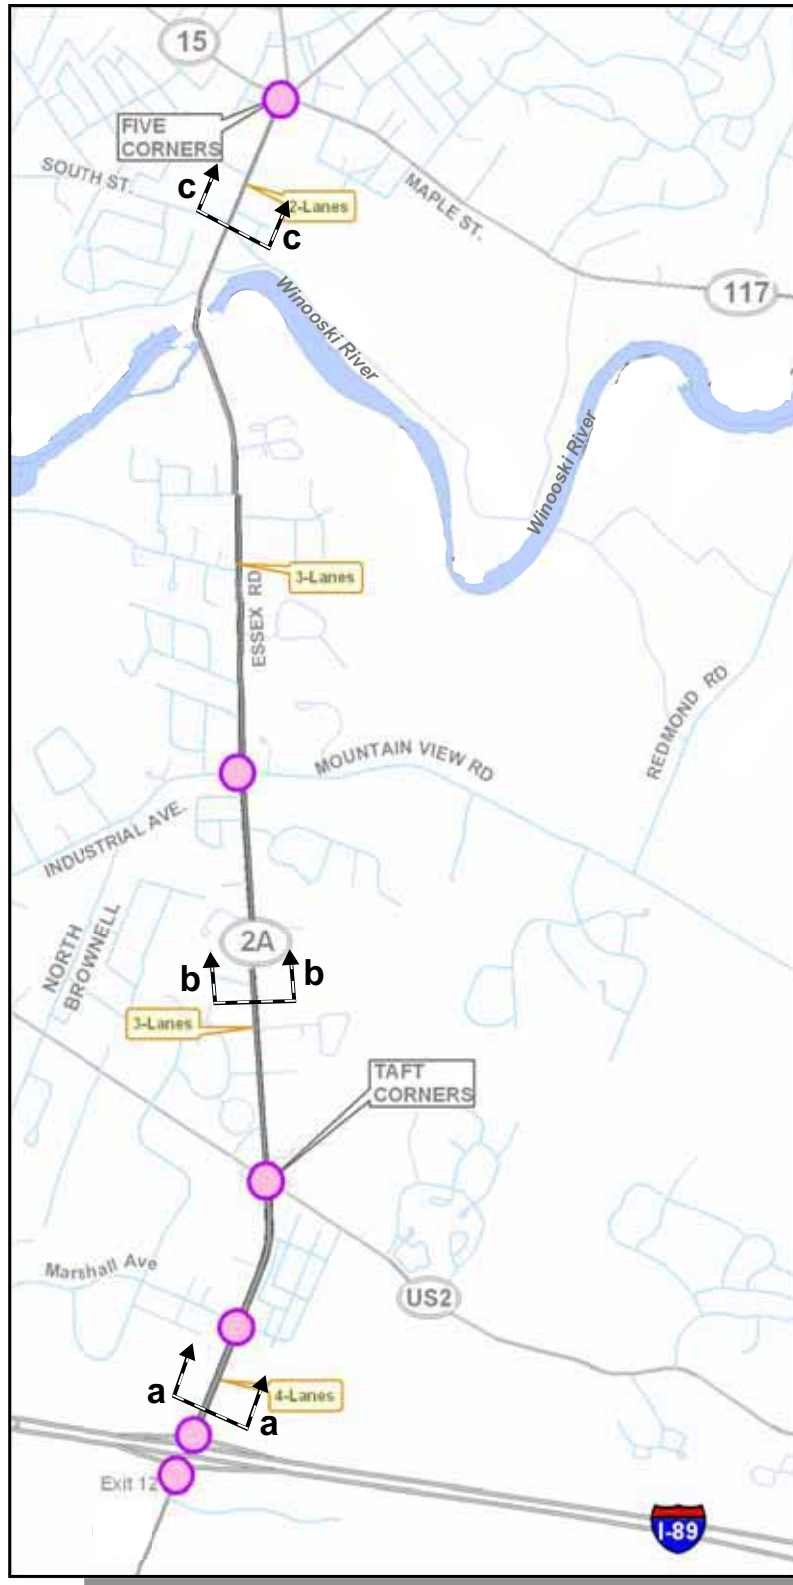 15
FIVE
CORNERS
SOUTH ST.
c
2-Lanes
c
MAPLE ST.
117
Winooski River
Winooski River
3-Lanes
ESSEX RD
REDMOND RD
MOUNTAIN VIEW RD
INDUSTRIAL AVE.
NORTH
BROWNELL
2A
b
b
3-Lanes
TAFT
CORNERS
Marshall Ave
US2
a
4-Lanes
a
Exit 12
I-89